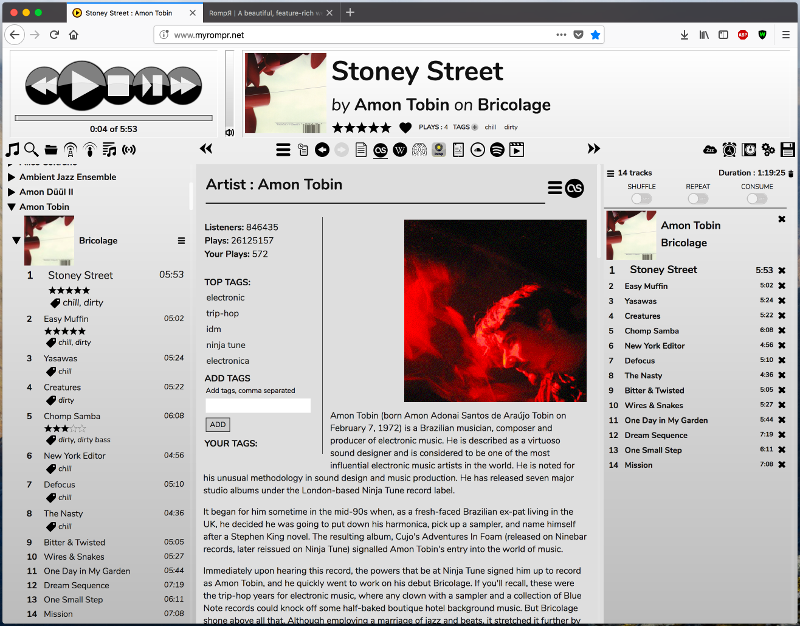 Stoney Street : Amon Tobin
RompЯ | A beautiful, feature-rich
www.myrompr.net
0:04 of 5:53
Stoney Street
by Amon Tobin on Bricolage
PLAYS : 4 TAGS chill dirty
Ambient Jazz Ensemble
Amon Düül II
Amon Tobin
Bricolage
1 Stoney Street 05:53
chill, dirty
2 Easy Muffin 05:02
chill, dirty
3 Yasawas 05:24
chill
4 Creatures 05:22
dirty
5 Chomp Samba 06:08
dirty, dirty bass
6 New York Editor 04:56
chill
7 Defocus 05:10
chill
8 The Nasty 04:36
chill
9 Bitter & Twisted 05:05
10 Wires & Snakes 05:27
11 One Day in My Garden 05:44
12 Dream Sequence 07:19
13 One Small Step 06:11
14 Mission 07:08
Artist : Amon Tobin
Listeners: 846435
Plays: 26125157
Your Plays: 572
TOP TAGS:
electronic
trip-hop
idm
ninja tune
electronica
ADD TAGS
Add tags, comma separated
ADD
YOUR TAGS:
Amon Tobin (born Amon Adonai Santos de Araújo Tobin on
February 7, 1972) is a Brazilian musician, composer and
producer of electronic music. He is described as a virtuoso
sound designer and is considered to be one of the most
influential electronic music artists in the world. He is noted for
his unusual methodology in sound design and music production. He has released seven major
studio albums under the London-based Ninja Tune record label.
It began for him sometime in the mid-90s when, as a fresh-faced Brazilian ex-pat living in the
UK, he decided he was going to put down his harmonica, pick up a sampler, and name himself
after a Stephen King novel. The resulting album, Cujo's Adventures In Foam (released on Ninebar
records, later reissued on Ninja Tune) signalled Amon Tobin's entry into the world of music.
Immediately upon hearing this record, the powers that be at Ninja Tune signed him up to record
as Amon Tobin, and he quickly went to work on his debut Bricolage. If you'll recall, these were
the trip-hop years for electronic music, where any clown with a sampler and a collection of Blue
Note records could knock off some half-baked boutique hotel background music. But Bricolage
shone above all that. Although employing a marriage of jazz and beats, it stretched it further by
14 tracks Duration : 1:19:25
SHUFFLE REPEAT CONSUME
Amon Tobin
Bricolage
1 Stoney Street 5:53
2 Easy Muffin 5:02
3 Yasawas 5:24
4 Creatures 5:22
5 Chomp Samba 6:08
6 New York Editor 4:56
7 Defocus 5:10
8 The Nasty 4:36
9 Bitter & Twisted 5:05
10 Wires & Snakes 5:27
11 One Day in My Garden 5:44
12 Dream Sequence 7:19
13 One Small Step 6:11
14 Mission 7:08